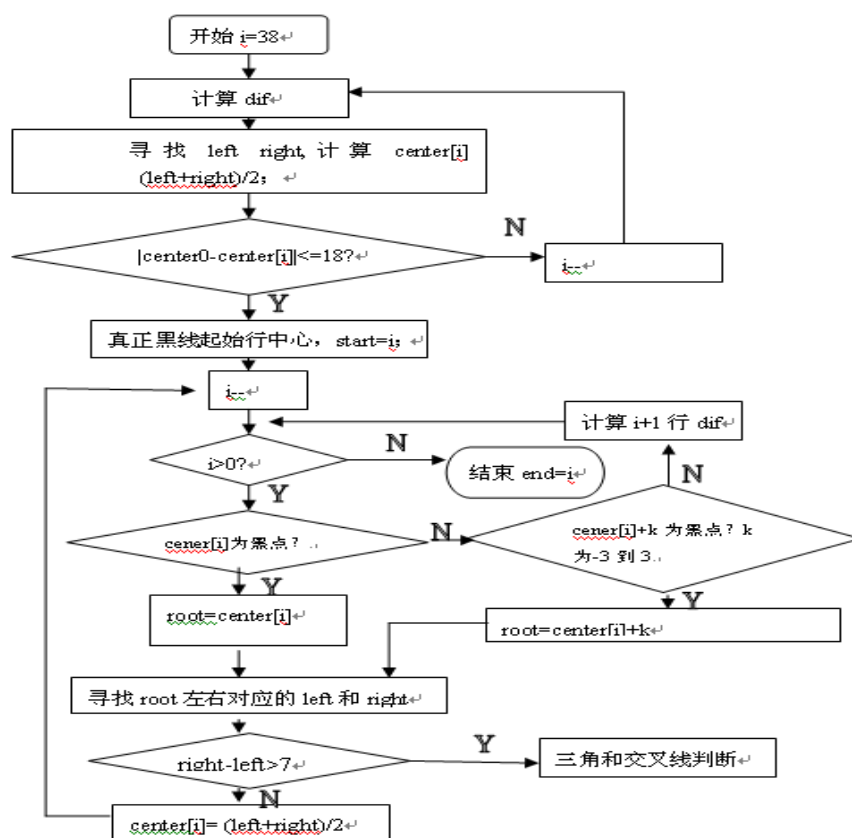 开始 i=38
计算 dif
寻找 left right, 计算 center[i]
(left+right)/2；
|center0-center[i]|<=18?
N
i--
Y
真正黑线起始行中心，start=i；
i--
计算 i+1 行 dif
i>0?
N
结束 end=i
Y
N
cener[i]为黑点？
N
cener[i]+k 为黑点？k
为-3 到 3
Y
Y
root=center[i]
root=center[i]+k
寻找 root 左右对应的 left 和 right
right-left>7
Y
三角和交叉线判断
N
center[i]= (left+right)/2